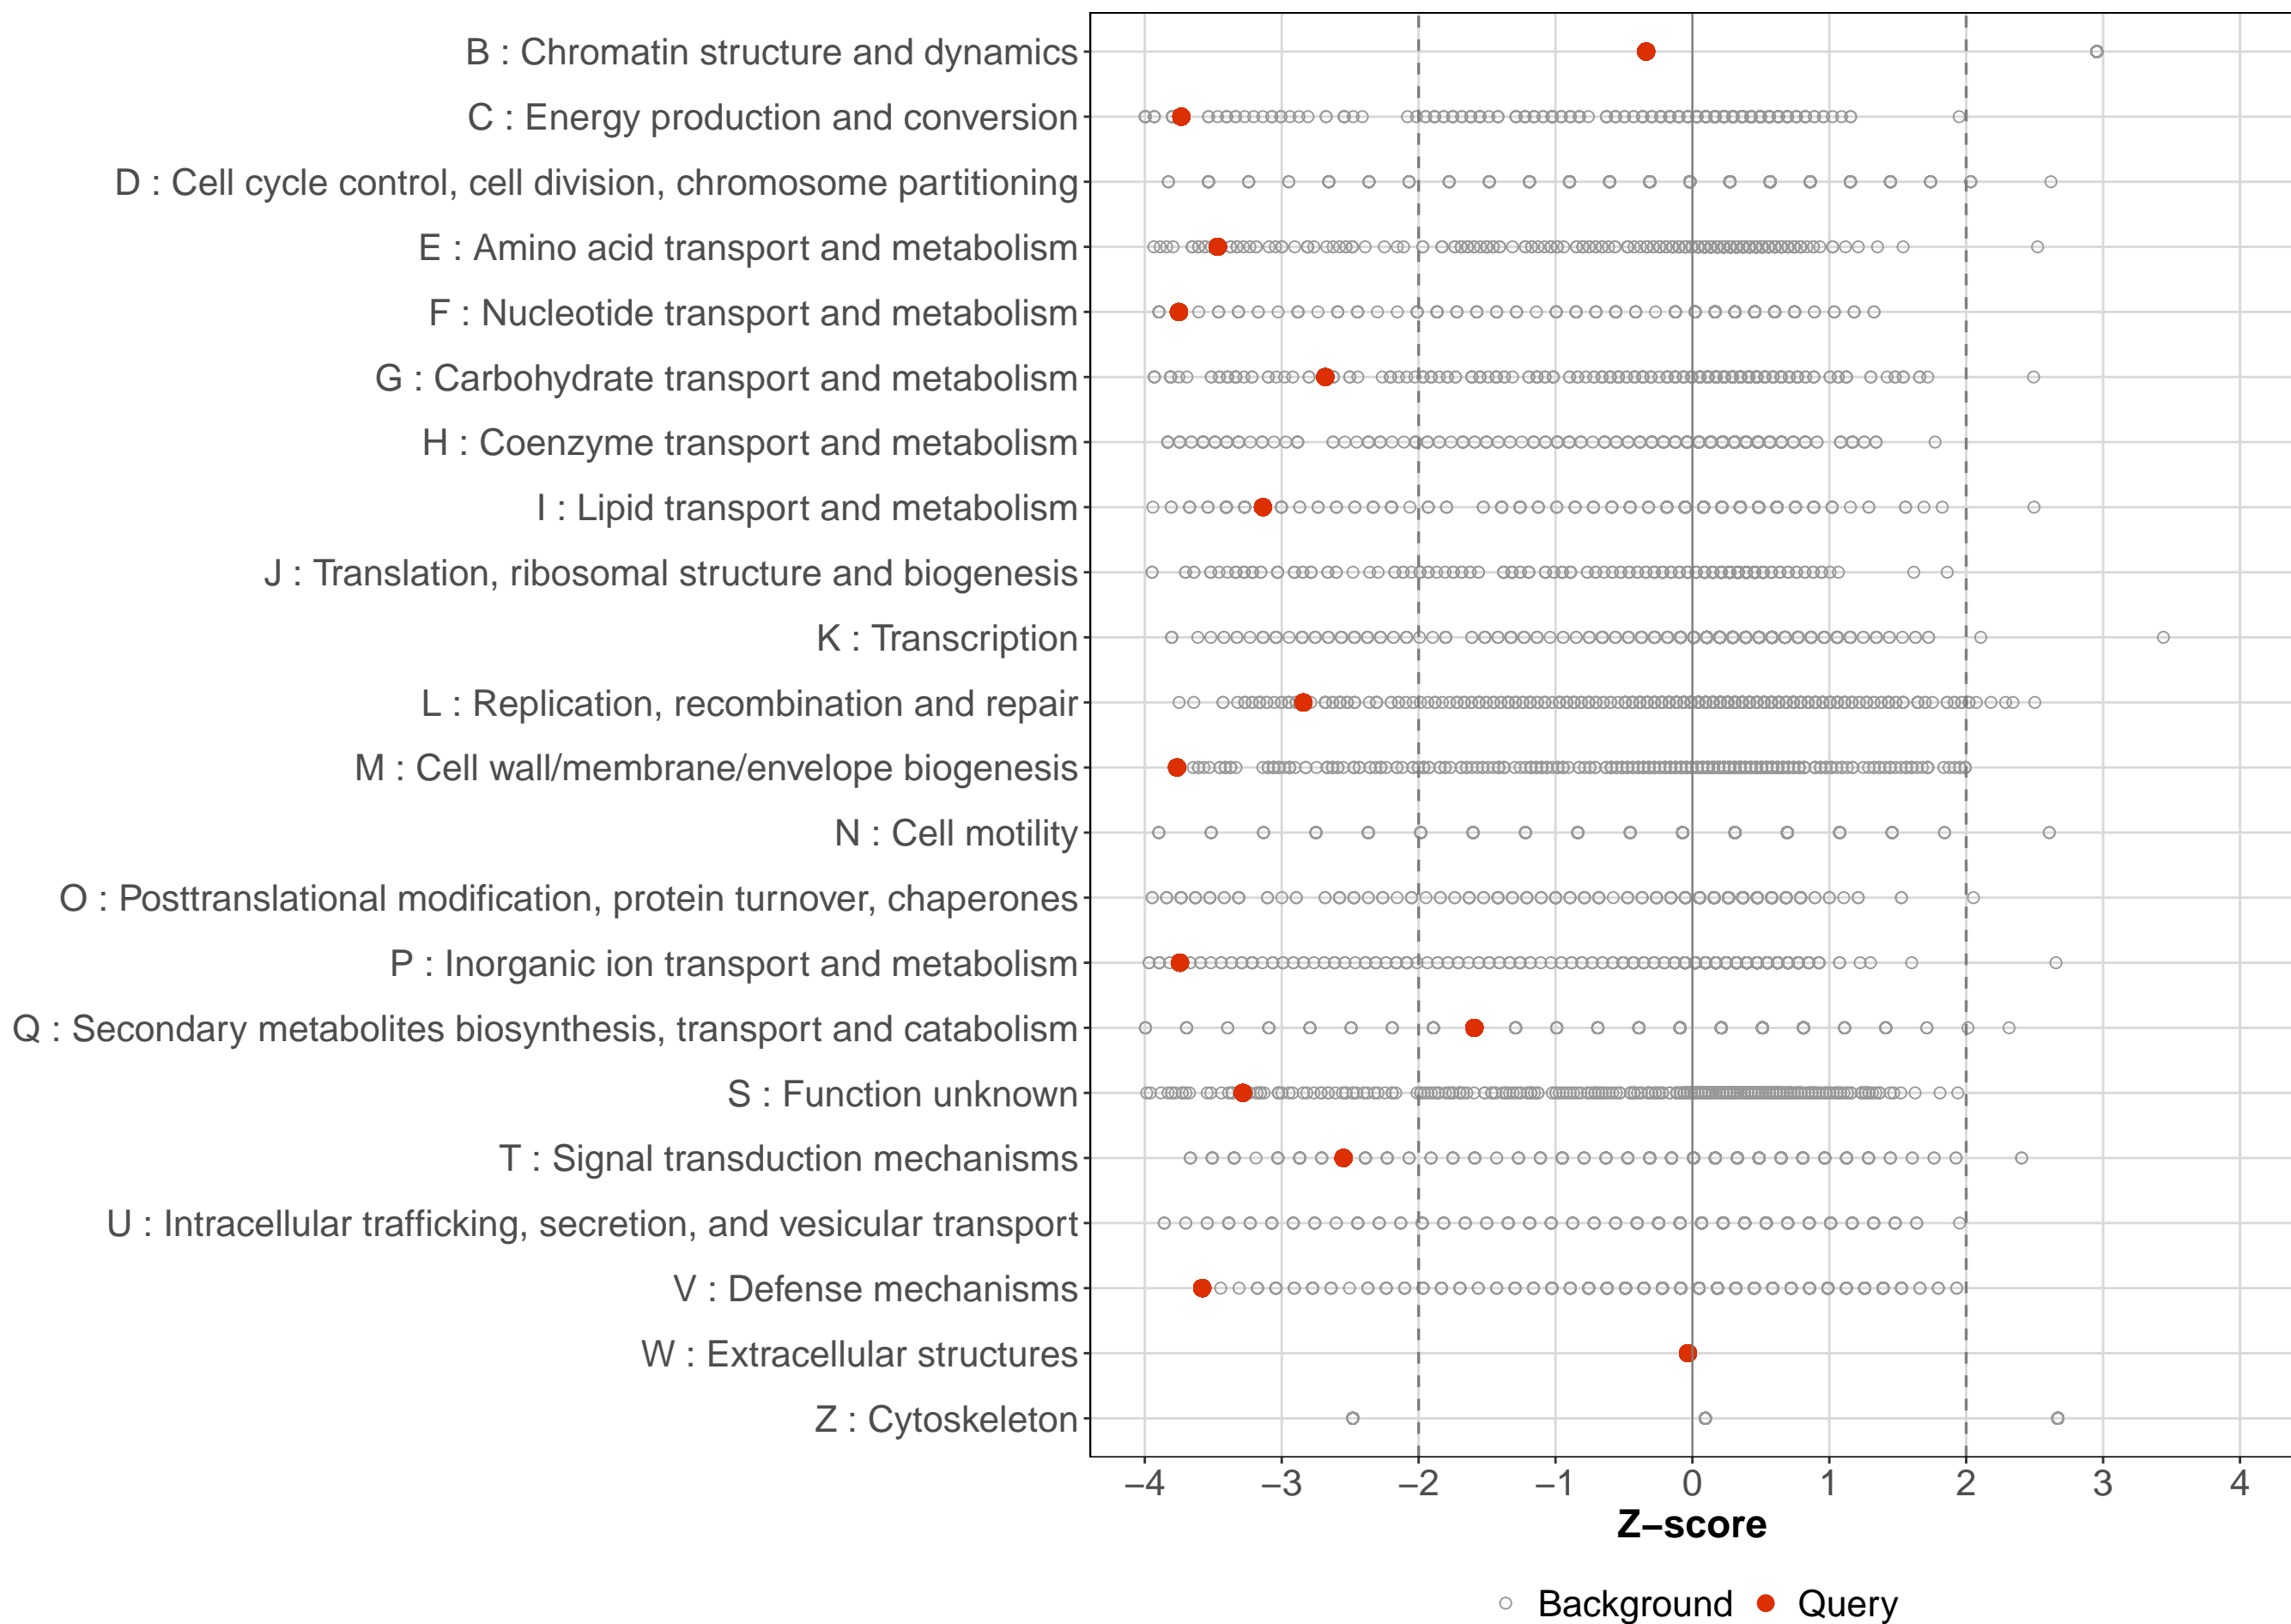 B : Chromatin structure and dynamics
C : Energy production and conversion
D : Cell cycle control, cell division, chromosome partitioning
E : Amino acid transport and metabolism
F : Nucleotide transport and metabolism
G : Carbohydrate transport and metabolism
H : Coenzyme transport and metabolism
I : Lipid transport and metabolism
J : Translation, ribosomal structure and biogenesis
K : Transcription
L : Replication, recombination and repair
M : Cell wall/membrane/envelope biogenesis
N : Cell motility
O : Posttranslational modification, protein turnover, chaperones
P : Inorganic ion transport and metabolism
Q : Secondary metabolites biosynthesis, transport and catabolism
S : Function unknown
T : Signal transduction mechanisms
U : Intracellular trafficking, secretion, and vesicular transport
V : Defense mechanisms
W : Extracellular structures
Z : Cytoskeleton
−4 −3 −2 −1 0 1 2 3 4
Z−score
Background Query